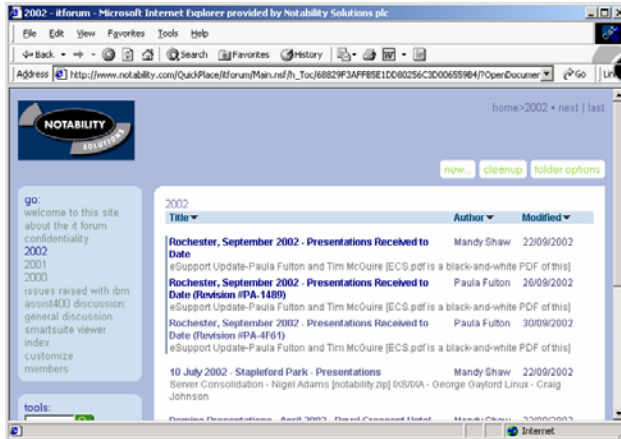 2002 - itforum - Microsoft Internet Explorer provided by Notability Solutions plc
File Edit View Favorites Tools Help
Back Search Favorites History
Address http://www.notability.com/QuickPlace/itforum/Main.nsf/h_Toc/68829F3AFFB5E1DD80256C3D006559B4/?OpenDocumer Go
home>2002 • next | last
NOTABILITY
SOLUTIONS
new... cleanup folder options
go:
welcome to this site
about the it forum
confidentiality
2002
2001
2000
issues raised with ibm
assist400 discussion:
general discussion
smartsuite viewer
index
customize
members
tools:
2002
Title Author Modified
Rochester, September 2002 - Presentations Received to Mandy Shaw 22/09/2002
Date
eSupport Update-Paula Fulton and Tim McGuire [ECS.pdf is a black-and-white PDF of this]
Rochester, September 2002 - Presentations Received to Paula Fulton 26/09/2002
Date (Revision #PA-1489)
eSupport Update-Paula Fulton and Tim McGuire [ECS.pdf is a black-and-white PDF of this]
Rochester, September 2002 - Presentations Received to Paula Fulton 30/09/2002
Date (Revision #PA-4F61)
eSupport Update-Paula Fulton and Tim McGuire [ECS.pdf is a black-and-white PDF of this]
10 July 2002 - Stapleford Park - Presentations Mandy Shaw 22/09/2002
Server Consolidation - Nigel Adams [notability.zip] IXS/IXA - George Gaylord Linux - Craig
Johnson
Internet